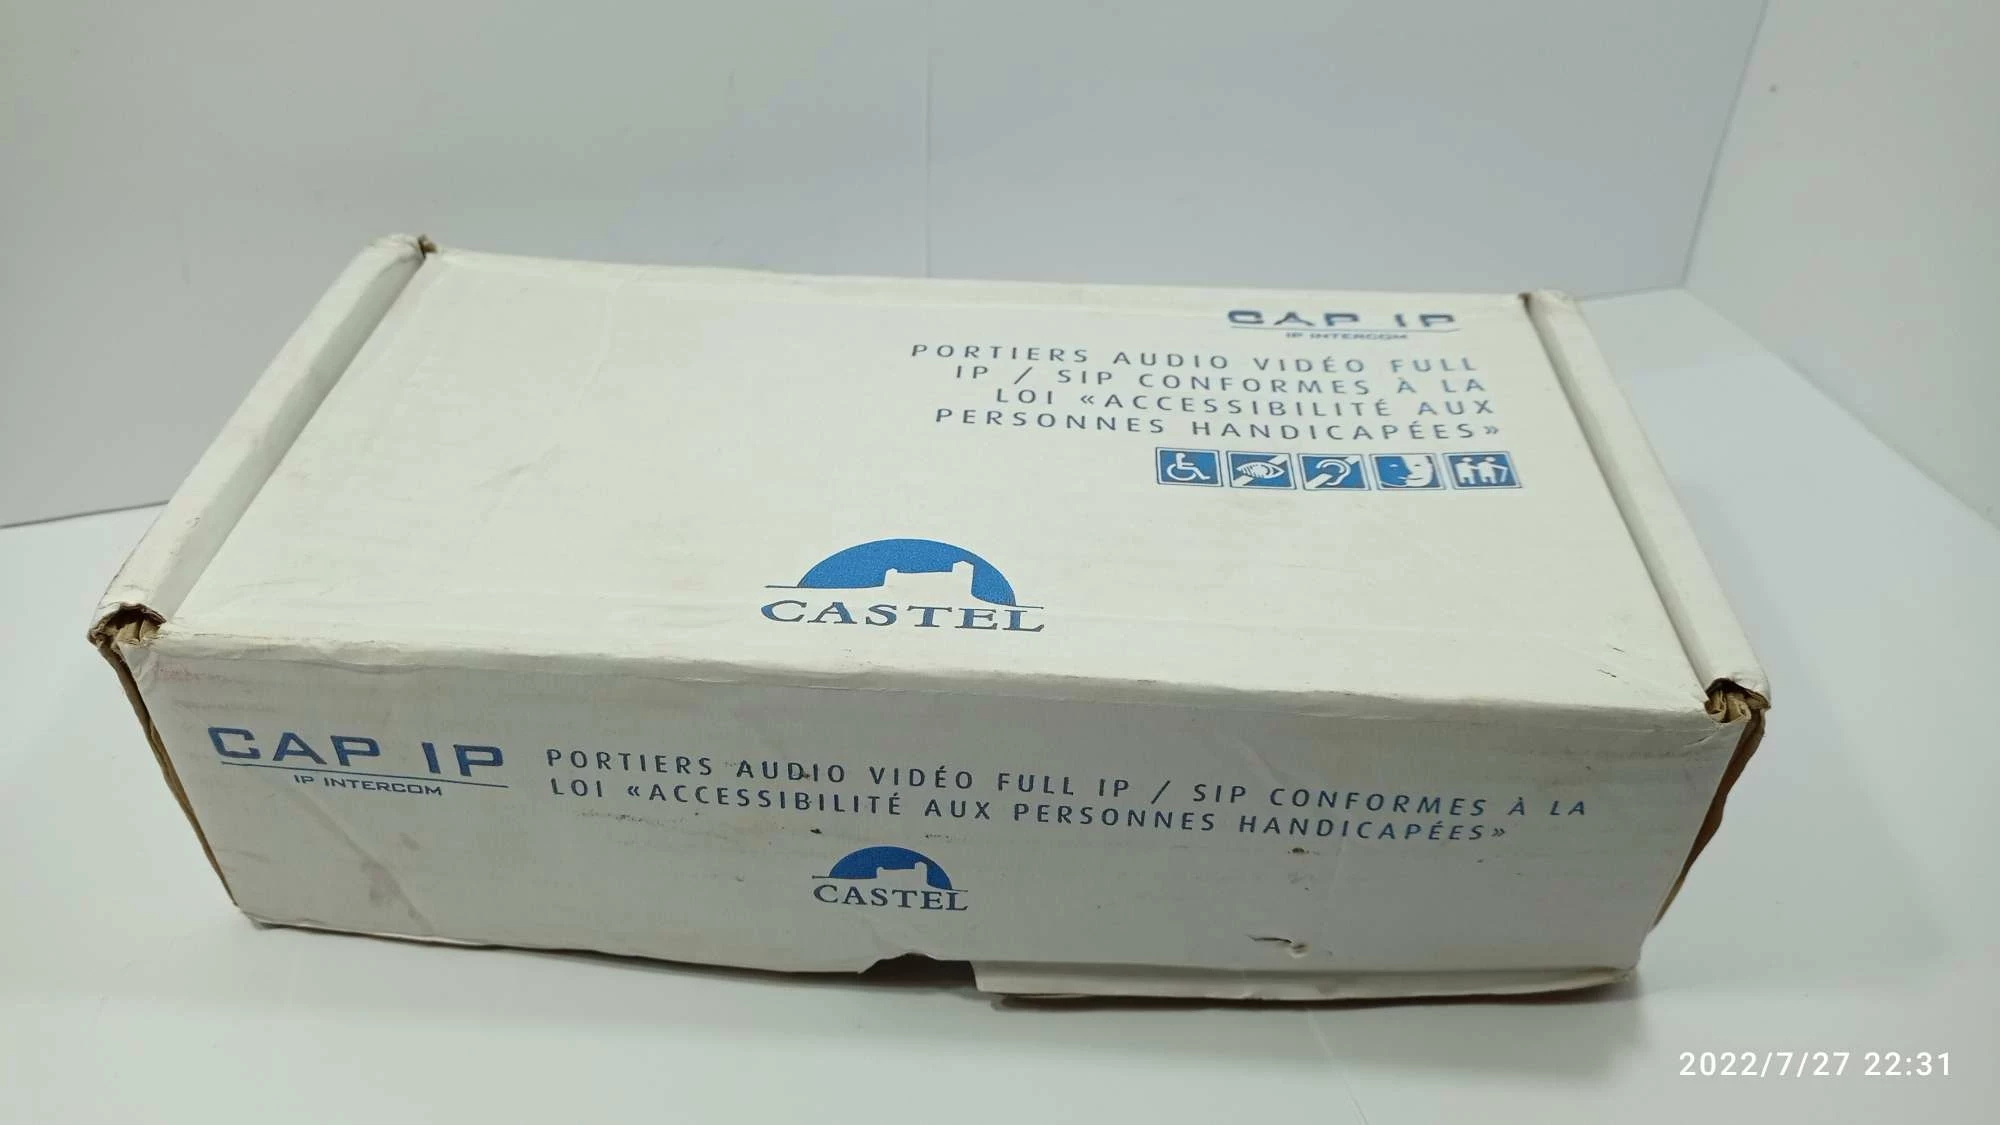 CAP IP
IP INTERCOM
PORTIERS AUDIO VIDÉO FULL
IP / SIP CONFORMES À LA
LOI «ACCESSIBILITÉ AUX
PERSONNES HANDICAPÉES»
CASTEL
CAP IP
IP INTERCOM
PORTIERS AUDIO VIDÉO FULL IP / SIP CONFORMES À LA
LOI «ACCESSIBILITÉ AUX PERSONNES HANDICAPÉES»
CASTEL
2022/7/27 22:31